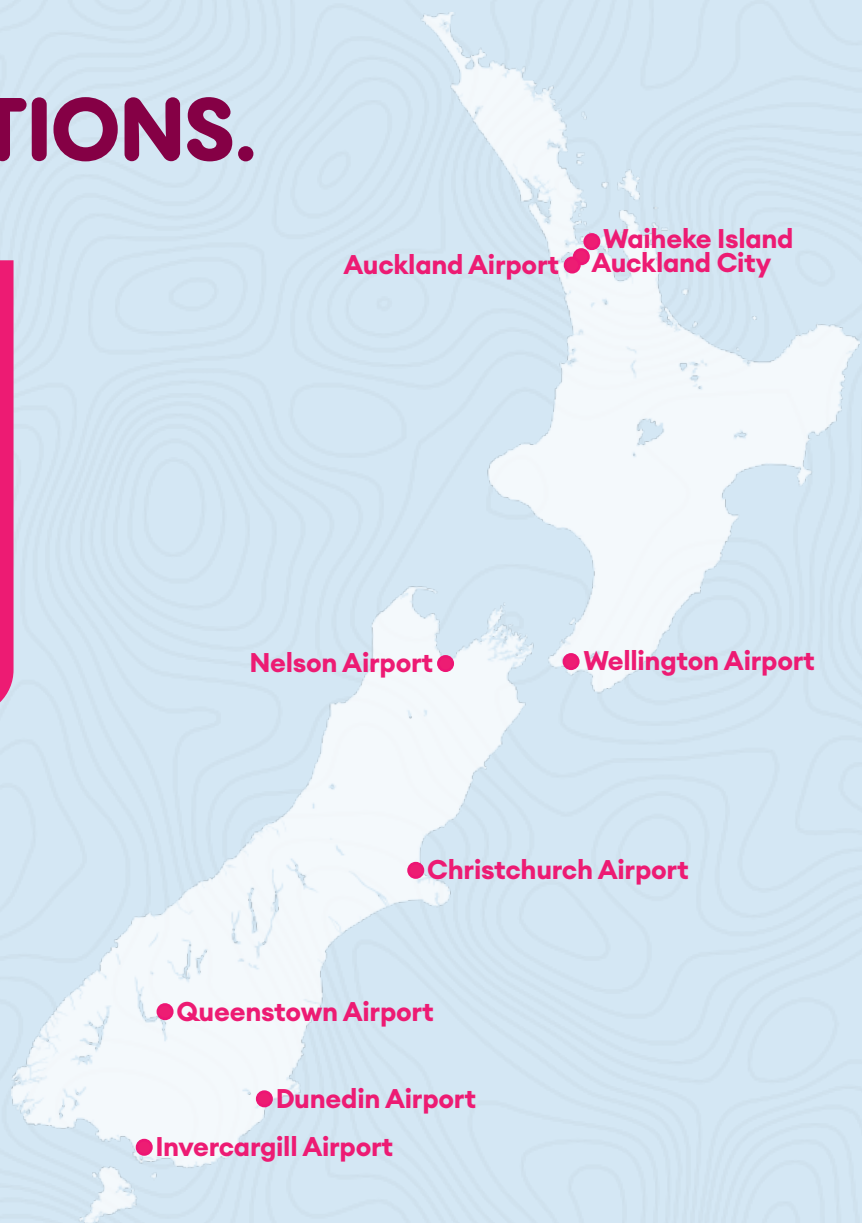 TIONS.
Waiheke Island
Auckland Airport
Auckland City
Nelson Airport
Wellington Airport
Christchurch Airport
Queenstown Airport
Dunedin Airport
Invercargill Airport